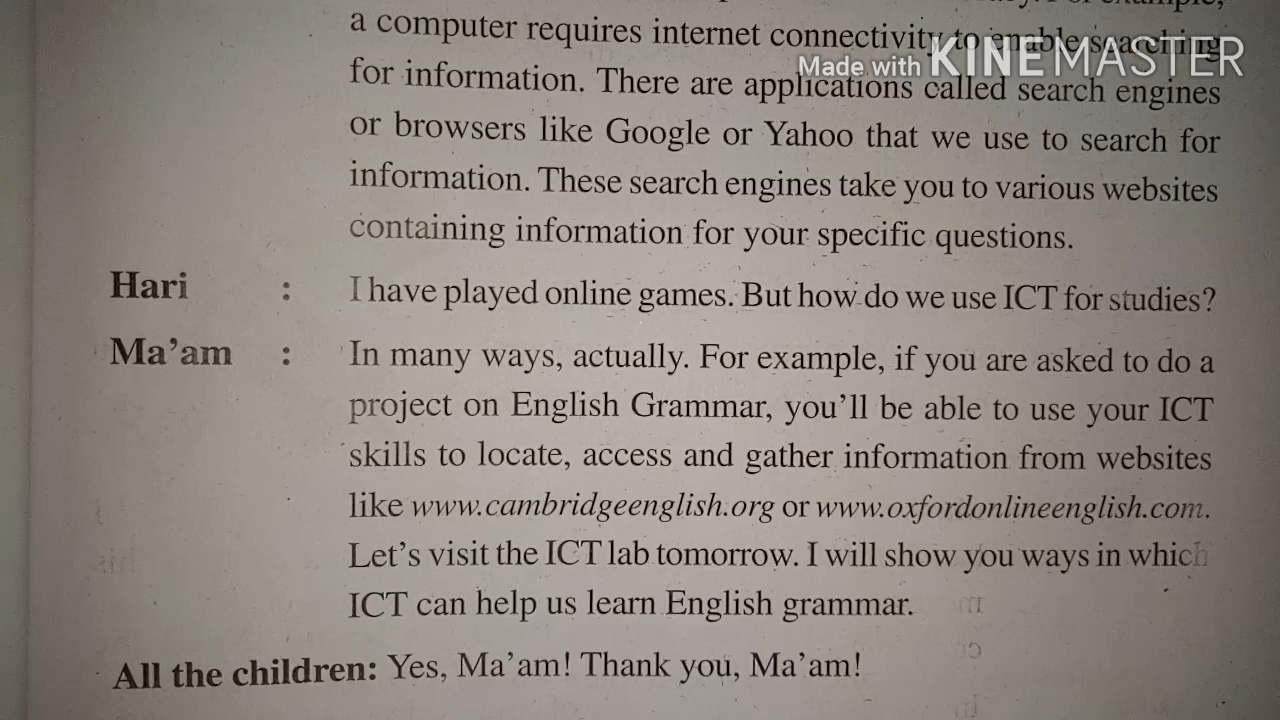 a computer requires internet connectivity to enable searching
Made with KINEMASTER
for information. There are applications called search engines
or browsers like Google or Yahoo that we use to search for
information. These search engines take you to various websites
containing information for your specific questions.
Hari : I have played online games. But how do we use ICT for studies?
Ma'am : In many ways, actually. For example, if you are asked to do a
project on English Grammar, you'll be able to use your ICT
skills to locate, access and gather information from websites
like www.cambridgeenglish.org or www.oxfordonlineenglish.com.
Let's visit the ICT lab tomorrow. I will show you ways in which
ICT can help us learn English grammar.
All the children: Yes, Ma'am! Thank you, Ma'am!